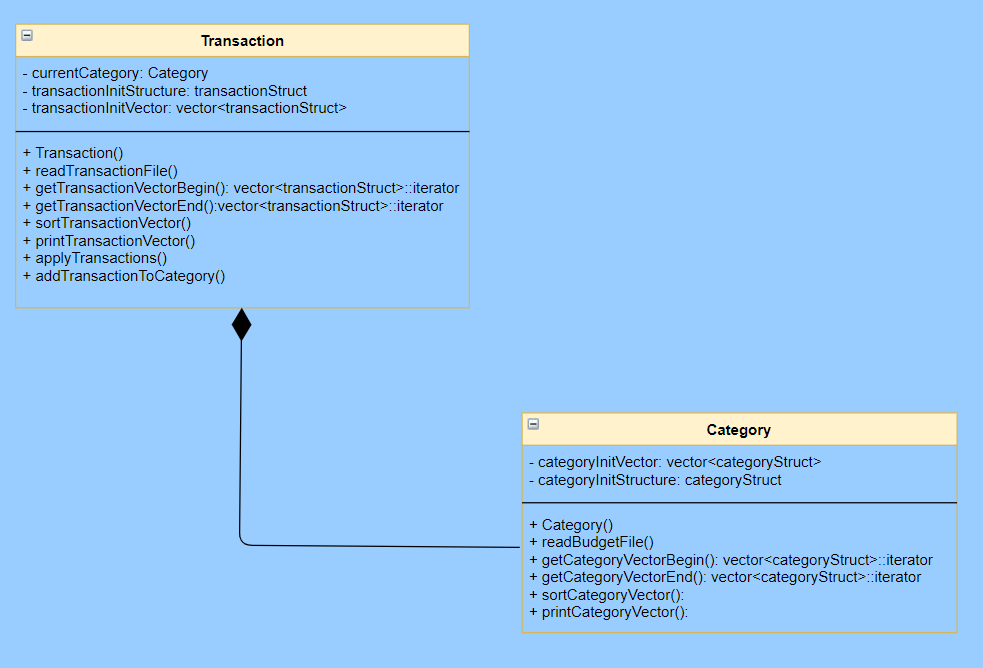 Transaction
- currentCategory: Category
- transactionInitStructure: transactionStruct
- transactionInitVector: vector<transactionStruct>
+ Transaction()
+ readTransactionFile()
+ getTransactionVectorBegin(): vector<transactionStruct>::iterator
+ getTransactionVectorEnd():vector<transactionStruct>::iterator
+ sortTransactionVector()
+ printTransactionVector()
+ applyTransactions()
+ addTransactionToCategory()
Category
- categoryInitVector: vector<categoryStruct>
- categoryInitStructure: categoryStruct
+ Category()
+ readBudgetFile()
+ getCategoryVectorBegin(): vector<categoryStruct>::iterator
+ getCategoryVectorEnd(): vector<categoryStruct>::iterator
+ sortCategoryVector():
+ printCategoryVector():